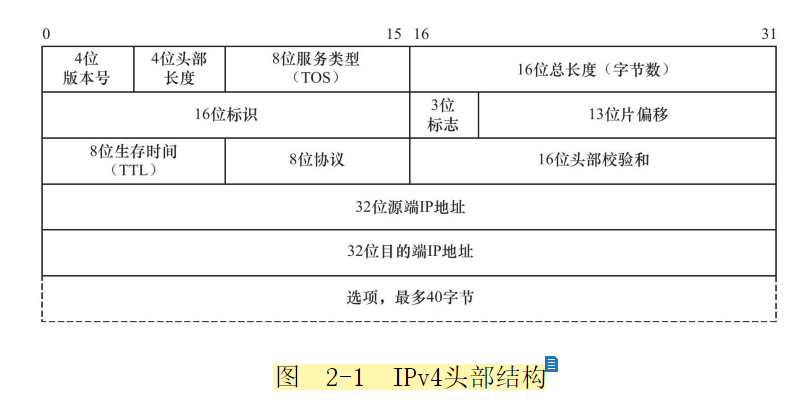 0 15 16 31
4位 4位头部 8位服务类型 16位总长度（字节数）
版本号 长度 （TOS）
16位标识 3位 13位片偏移
标志
8位生存时间 8位协议 16位头部校验和
（TTL）
32位源端IP地址
32位目的端IP地址
选项，最多40字节
图 2-1 IPv4头部结构